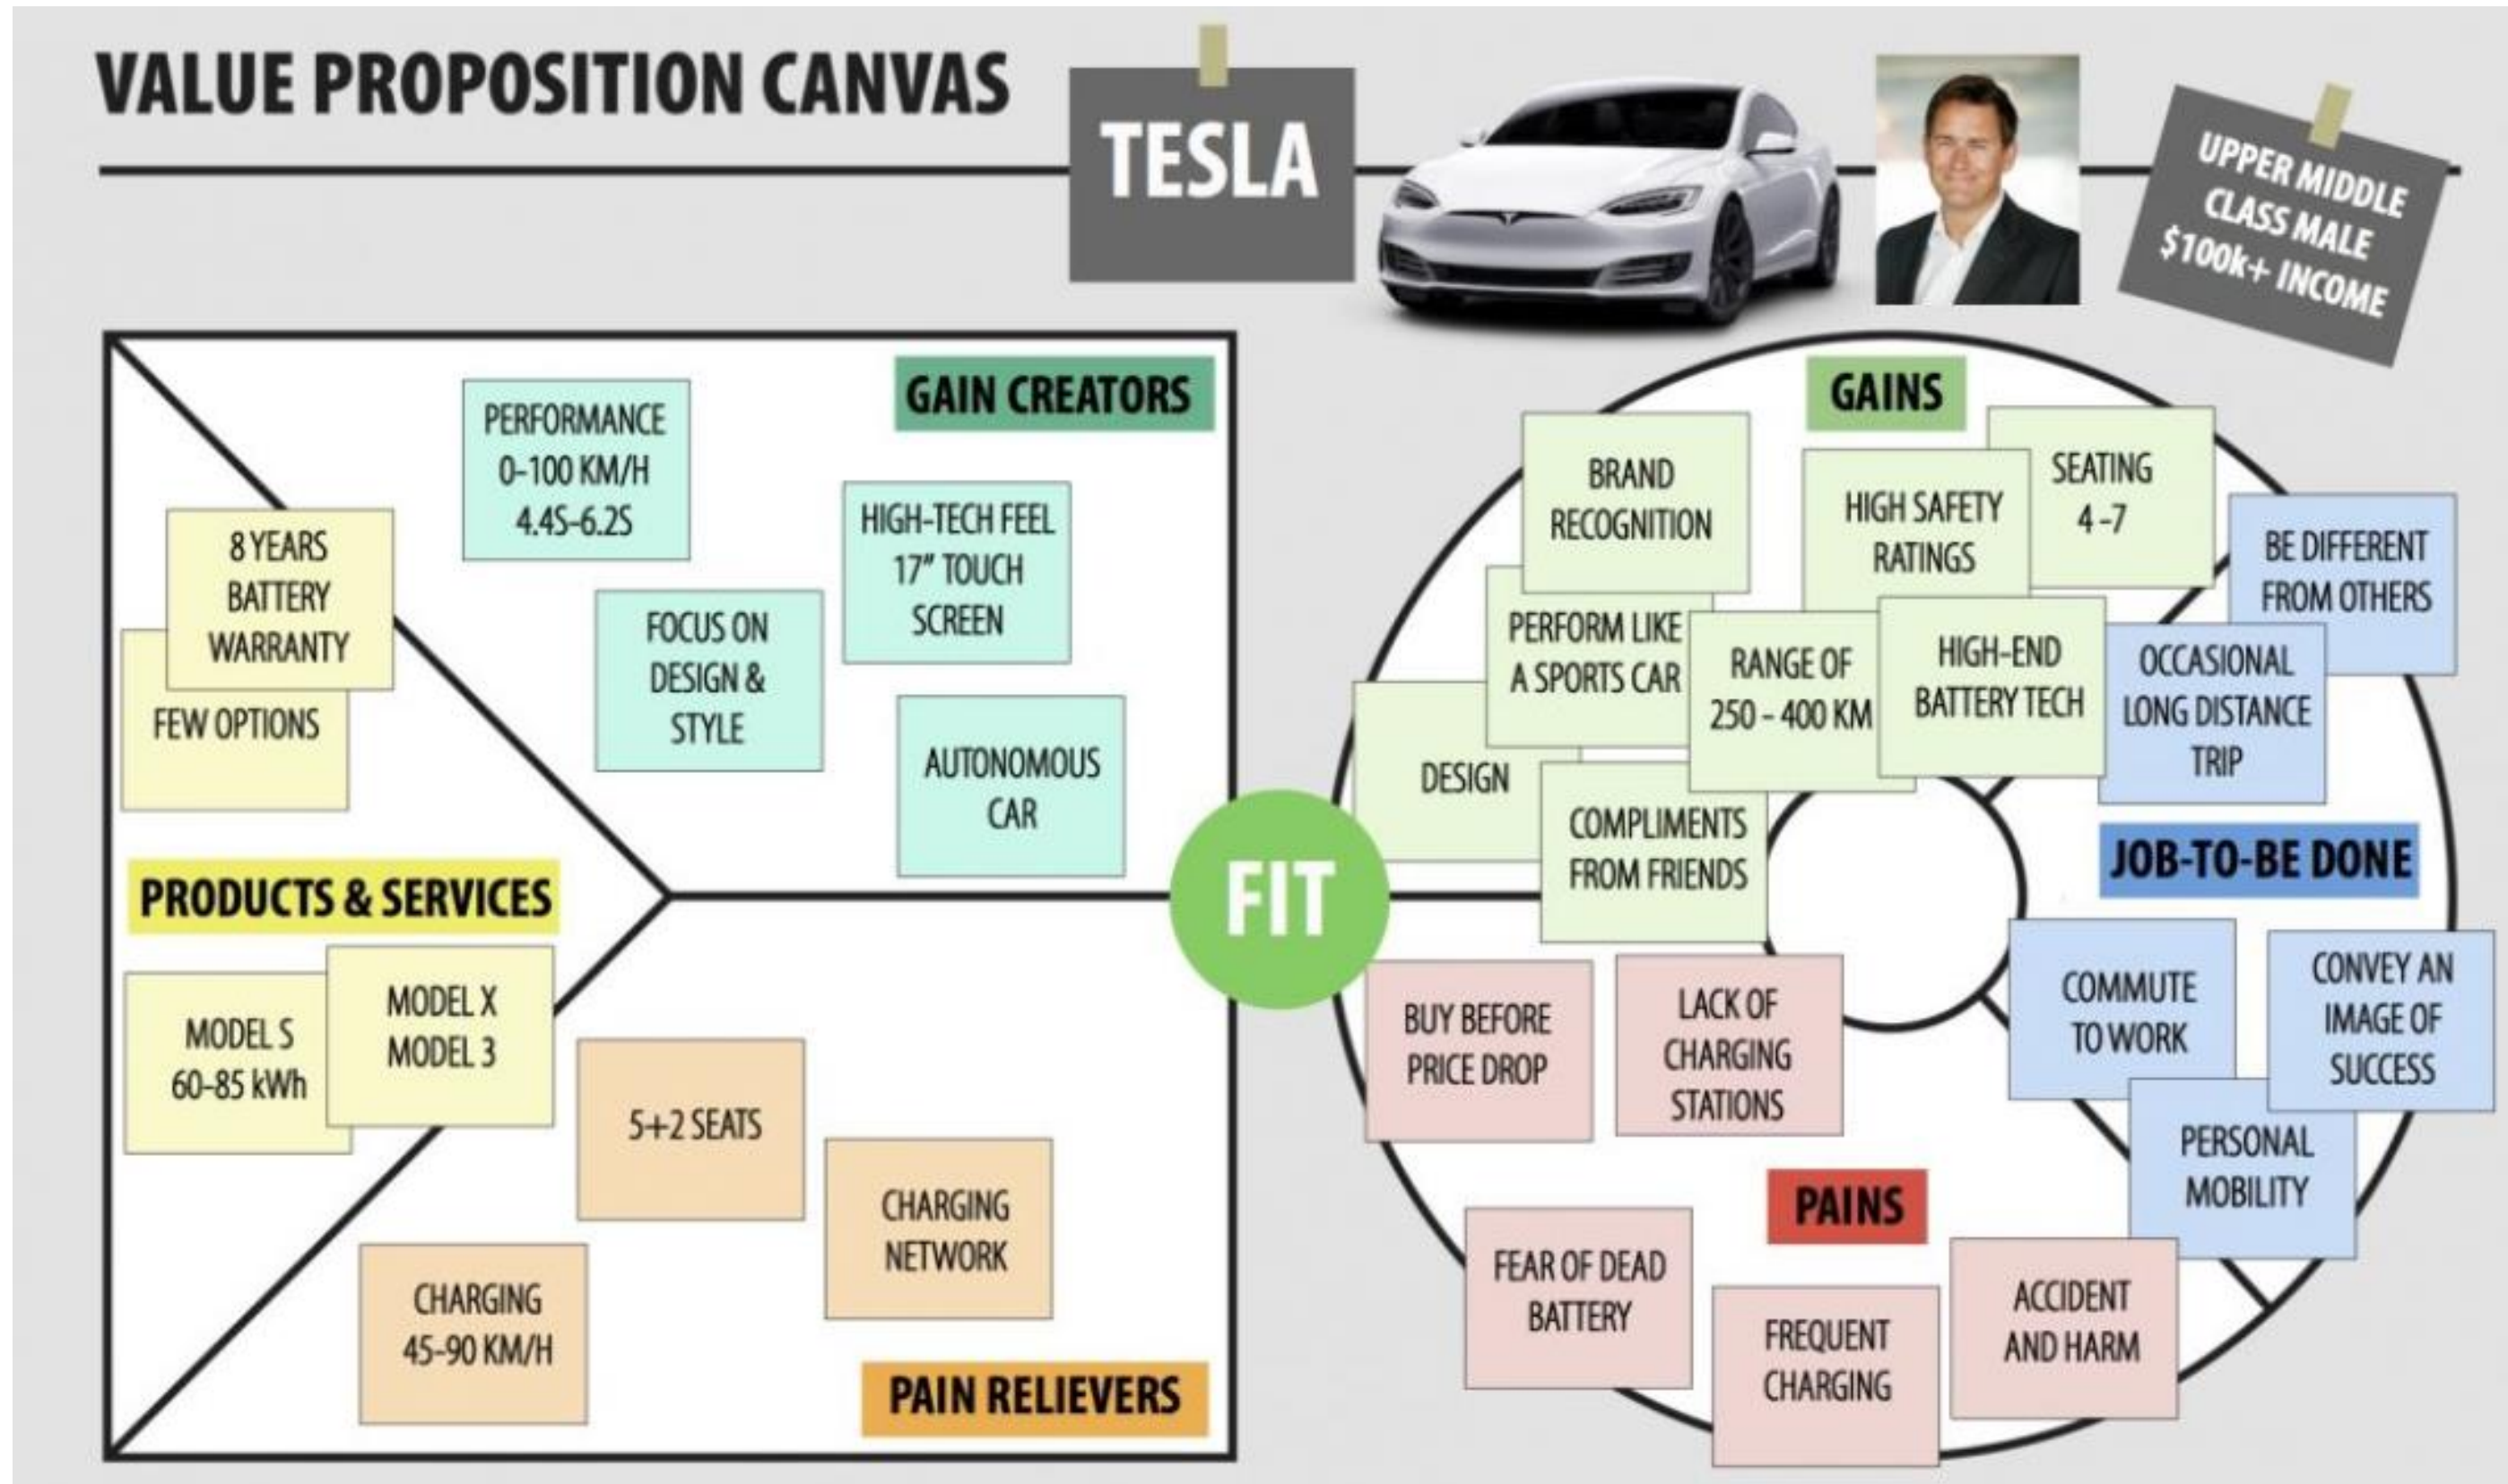 VALUE PROPOSITION CANVAS
TESLA
UPPER MIDDLE
CLASS MALE
$100k+ INCOME
GAIN CREATORS
PERFORMANCE
0-100 KM/H
4.4S-6.2S
HIGH-TECH FEEL
17” TOUCH
SCREEN
FOCUS ON
DESIGN &
STYLE
AUTONOMOUS
CAR
8 YEARS
BATTERY
WARRANTY
FEW OPTIONS
PRODUCTS & SERVICES
MODEL S
60-85 kWh
MODEL X
MODEL 3
5+2 SEATS
CHARGING
NETWORK
CHARGING
45-90 KM/H
PAIN RELIEVERS
FIT
GAINS
BRAND
RECOGNITION
HIGH SAFETY
RATINGS
SEATING
4 -7
PERFORM LIKE
A SPORTS CAR
RANGE OF
250 - 400 KM
HIGH-END
BATTERY TECH
DESIGN
COMPLIMENTS
FROM FRIENDS
BE DIFFERENT
FROM OTHERS
OCCASIONAL
LONG DISTANCE
TRIP
JOB-TO-BE DONE
COMMUTE
TO WORK
CONVEY AN
IMAGE OF
SUCCESS
PERSONAL
MOBILITY
BUY BEFORE
PRICE DROP
LACK OF
CHARGING
STATIONS
PAINS
FEAR OF DEAD
BATTERY
FREQUENT
CHARGING
ACCIDENT
AND HARM